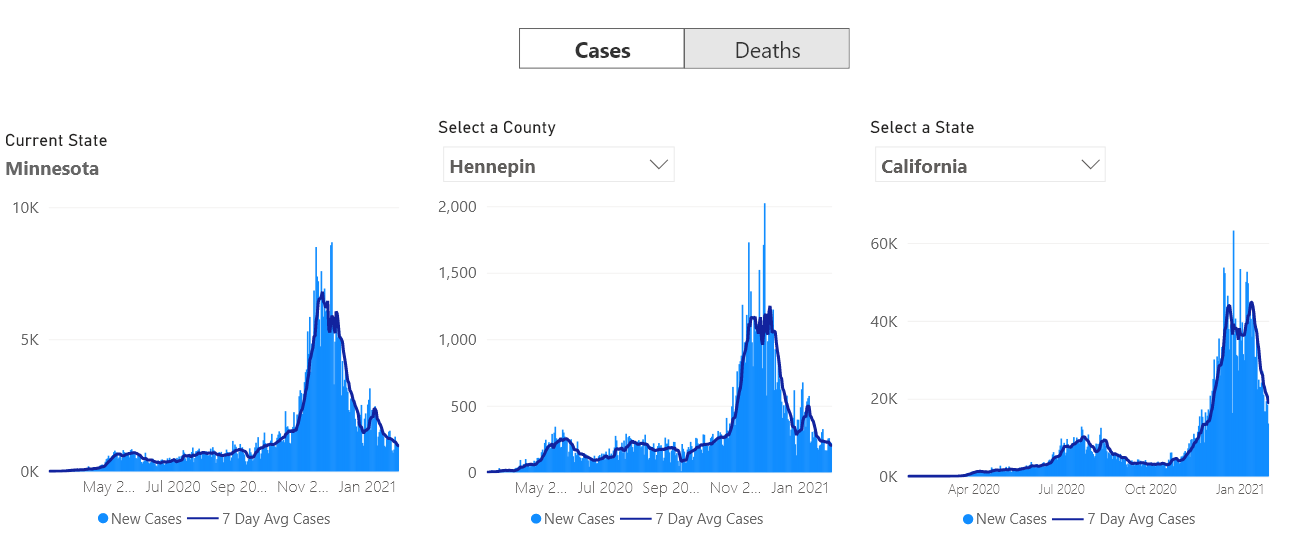 Cases Deaths
Current State
Minnesota
10K
5K
0K
May 2... Jul 2020 Sep 20... Nov 2... Jan 2021
New Cases 7 Day Avg Cases
Select a County
Hennepin
2,000
1,500
1,000
500
0
May 2... Jul 2020 Sep 20... Nov 2... Jan 2021
New Cases 7 Day Avg Cases
Select a State
California
60K
40K
20K
0K
Apr 2020 Jul 2020 Oct 2020 Jan 2021
New Cases 7 Day Avg Cases